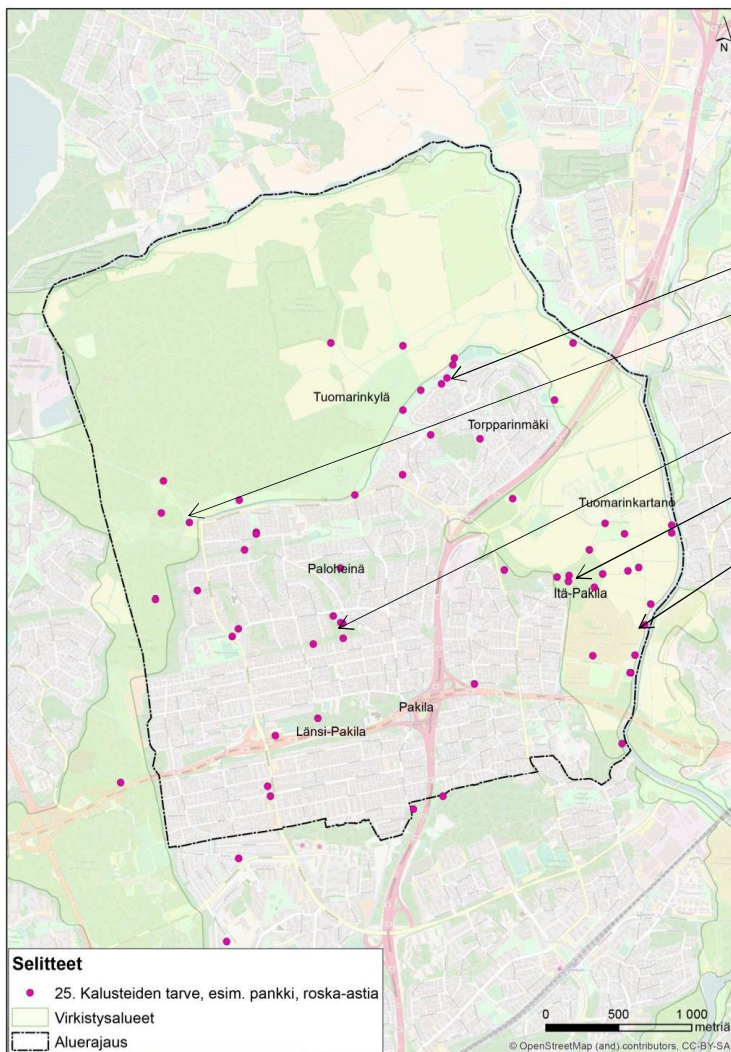 N
Tuomarinkylä
Torpparinmäki
Tuomarinkartano
Paloheinä
Itä-Pakila
Pakila
Länsi-Pakila
Selitteet
25. Kalusteiden tarve, esim. pankki, roska-astia
Virkistysalueet
Aluerajaus
0 500 1 000
metriä
© OpenStreetMap (and) contributors, CC-BY-SA